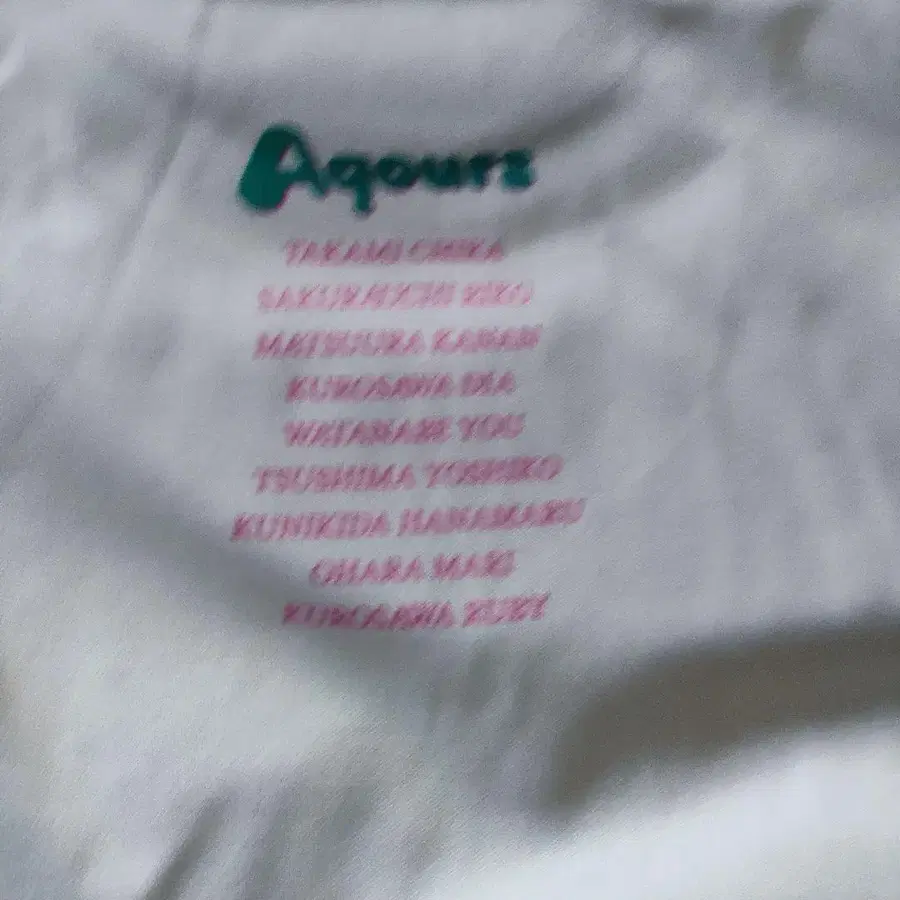 Aqours
TAKAMI CHIKA
SAKURAUCHI RIKO
MATSUURA KANAN
KUROSAWA DIA
WATANABE YOU
TSUSHIMA YOSHIKO
KUNIKIDA HANAMARU
OHARA MARI
KUROSAWA RUBY